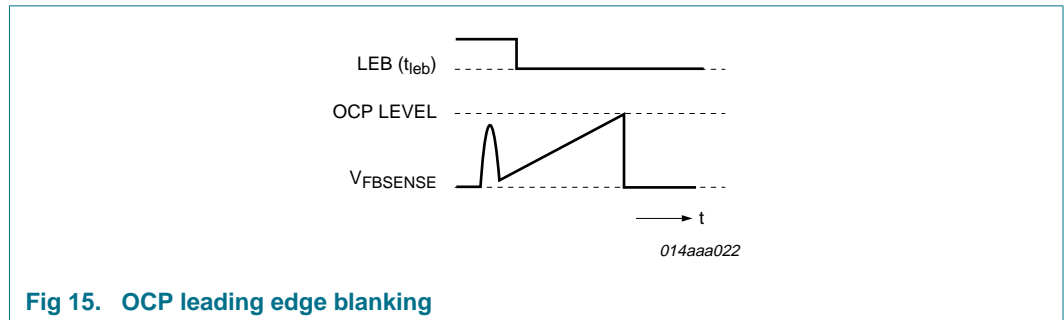 LEB (tleb)
OCP LEVEL
VFBSENSE
t
014aaa022
Fig 15. OCP leading edge blanking